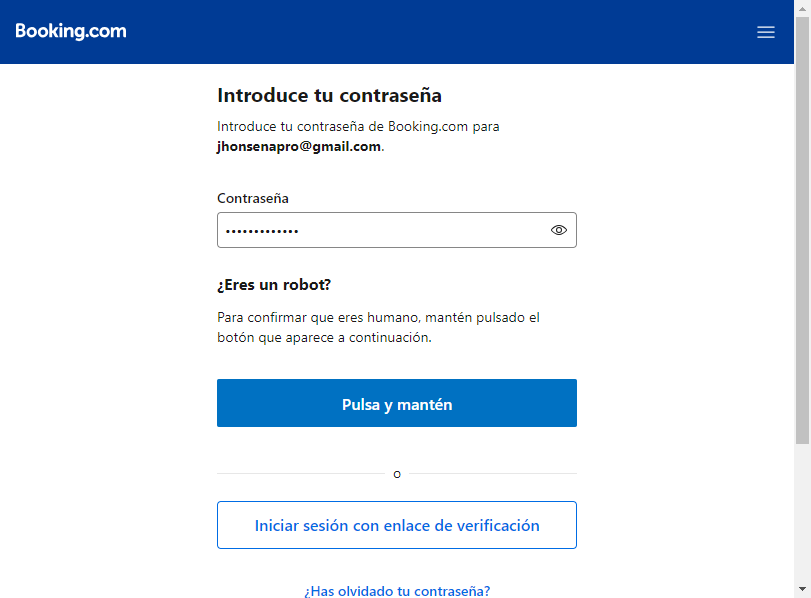 Booking.com
Introduce tu contraseña
Introduce tu contraseña de Booking.com para
jhonsenapro@gmail.com.
Contraseña
•••••••••••••
¿Eres un robot?
Para confirmar que eres humano, mantén pulsado el
botón que aparece a continuación.
Pulsa y mantén
o
Iniciar sesión con enlace de verificación
¿Has olvidado tu contraseña?